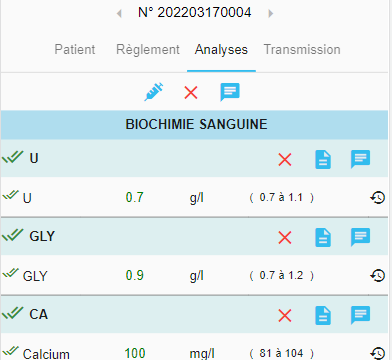 N° 202203170004
Patient Règlement Analyses Transmission
BIOCHIMIE SANGUINE
U
U 0.7 g/l ( 0.7 à 1.1 )
GLY
GLY 0.9 g/l ( 0.7 à 1.2 )
CA
Calcium 100 mg/l ( 81 à 104 )